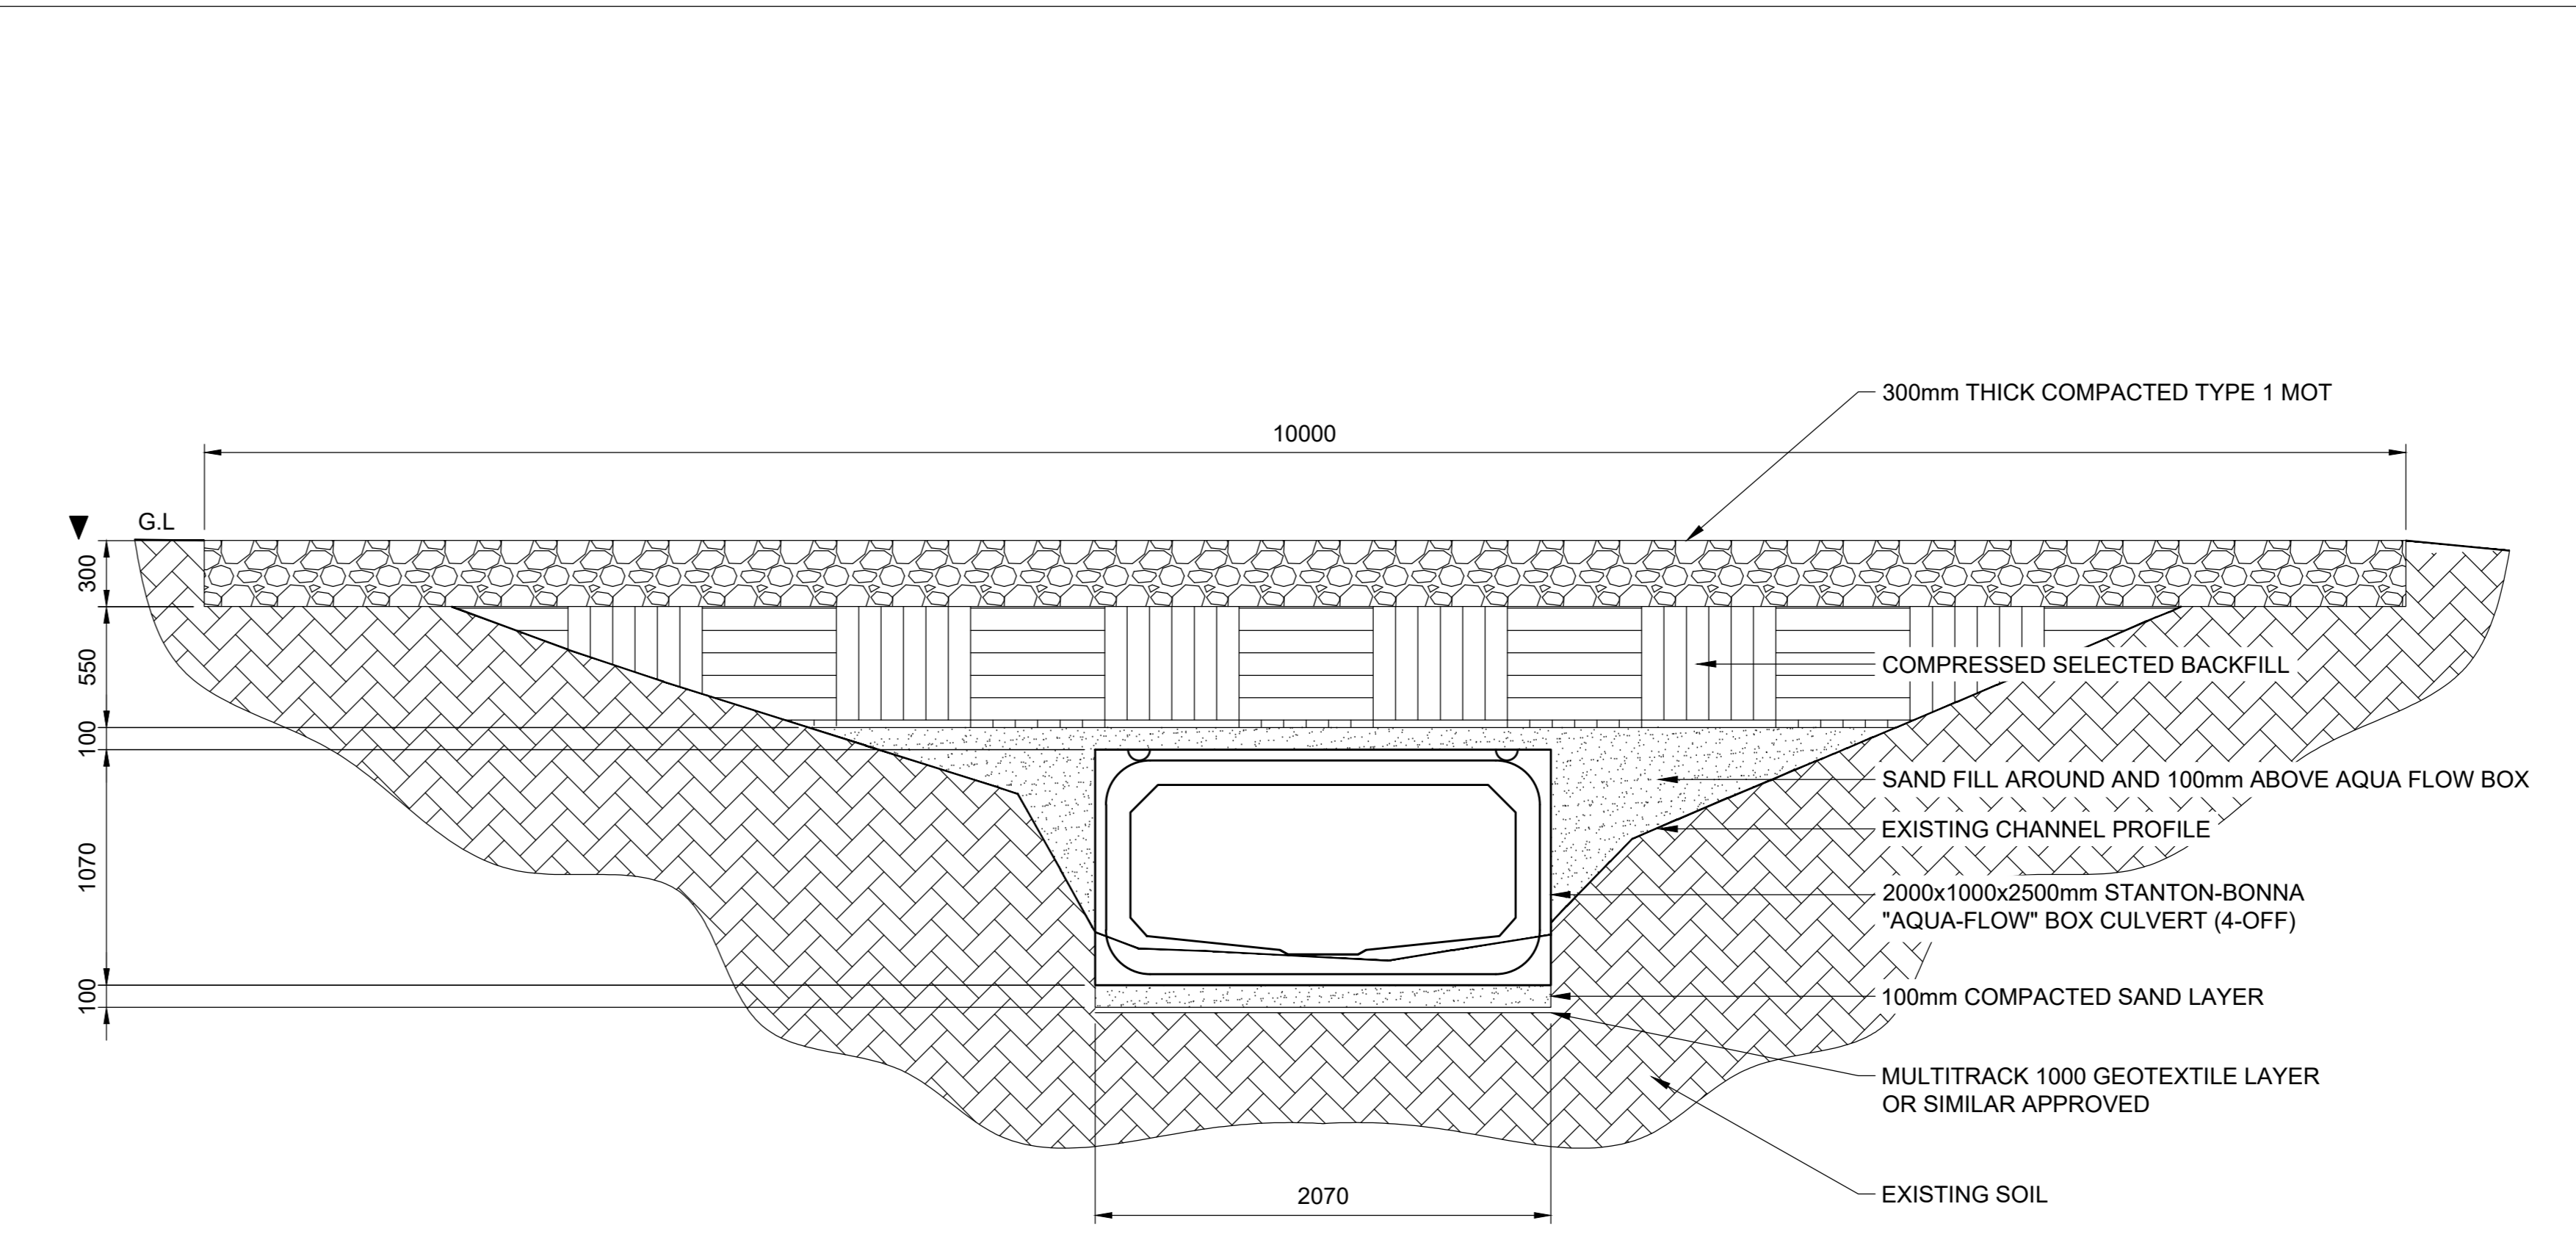 300mm THICK COMPACTED TYPE 1 MOT
10000
G.L
300
550
COMPRESSED SELECTED BACKFILL
100
SAND FILL AROUND AND 100mm ABOVE AQUA FLOW BOX
EXISTING CHANNEL PROFILE
1070
2000x1000x2500mm STANTON-BONNA
"AQUA-FLOW" BOX CULVERT (4-OFF)
100
100mm COMPACTED SAND LAYER
MULTITRACK 1000 GEOTEXTILE LAYER
OR SIMILAR APPROVED
2070
EXISTING SOIL